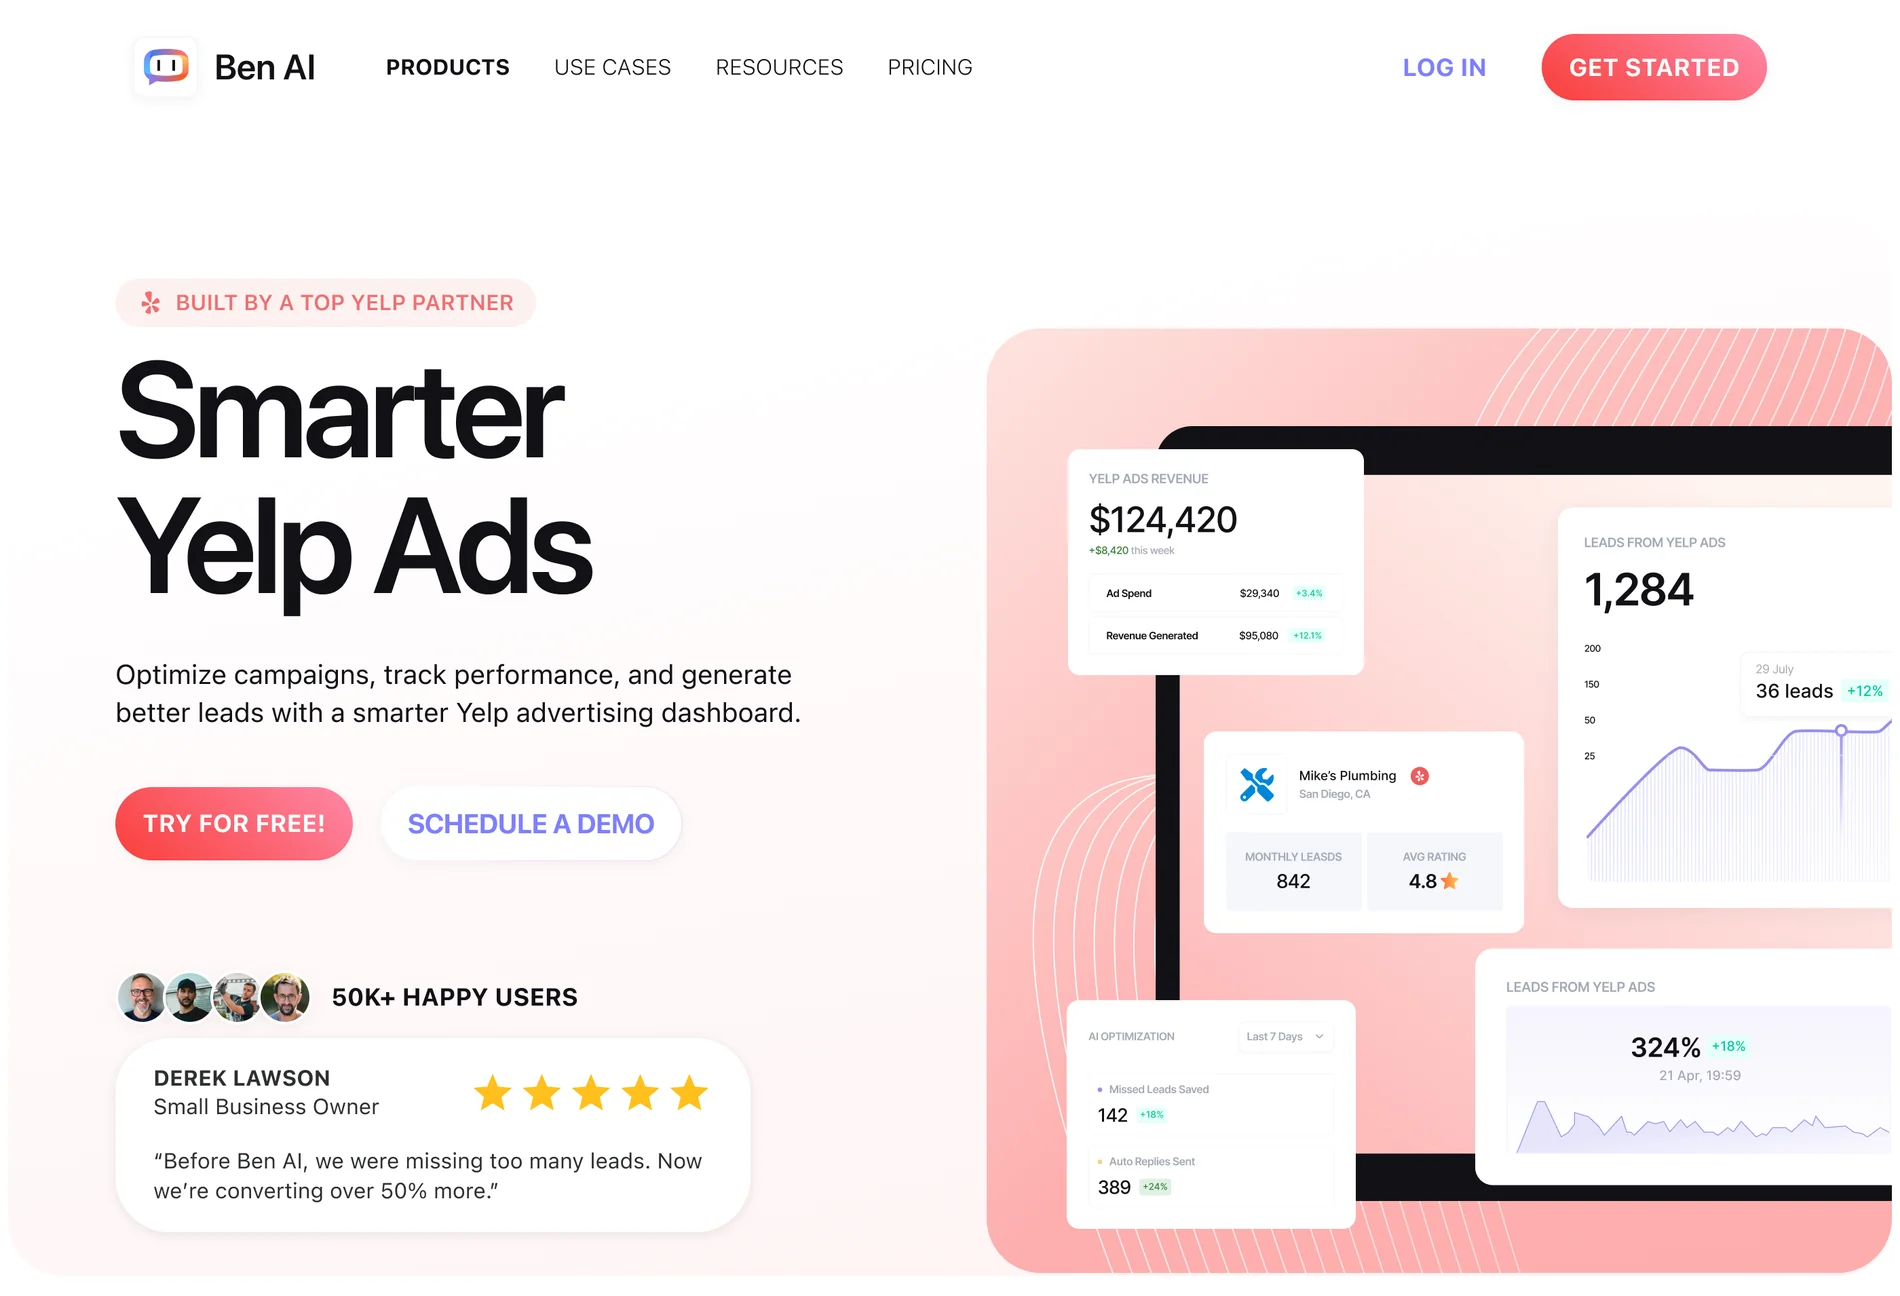 Ben AI
PRODUCTS
USE CASES
RESOURCES
PRICING
LOG IN
GET STARTED
BUILT BY A TOP YELP PARTNER
Smarter
Yelp Ads
Optimize campaigns, track performance, and generate
better leads with a smarter Yelp advertising dashboard.
TRY FOR FREE!
SCHEDULE A DEMO
50K+ HAPPY USERS
DEREK LAWSON
Small Business Owner
“Before Ben AI, we were missing too many leads. Now
we’re converting over 50% more.”
YELP ADS REVENUE
$124,420
+$8,420 this week
Ad Spend $29,340 +3.4%
Revenue Generated $95,080 +12.1%
LEADS FROM YELP ADS
1,284
200
150
50
25
29 July
36 leads +12%
Mike’s Plumbing
San Diego, CA
MONTHLY LEASDS
842
AVG RATING
4.8
LEADS FROM YELP ADS
324% +18%
21 Apr, 19:59
AI OPTIMIZATION
Last 7 Days
Missed Leads Saved
142 +18%
Auto Replies Sent
389 +24%